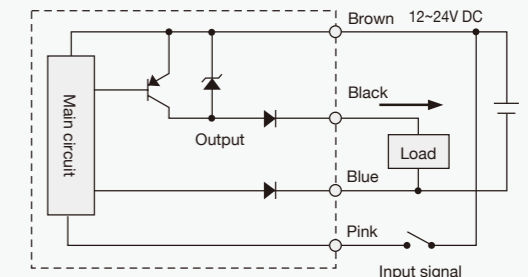 Brown
12~24V DC
Black
Main circuit
Output
Load
Blue
Pink
Input signal